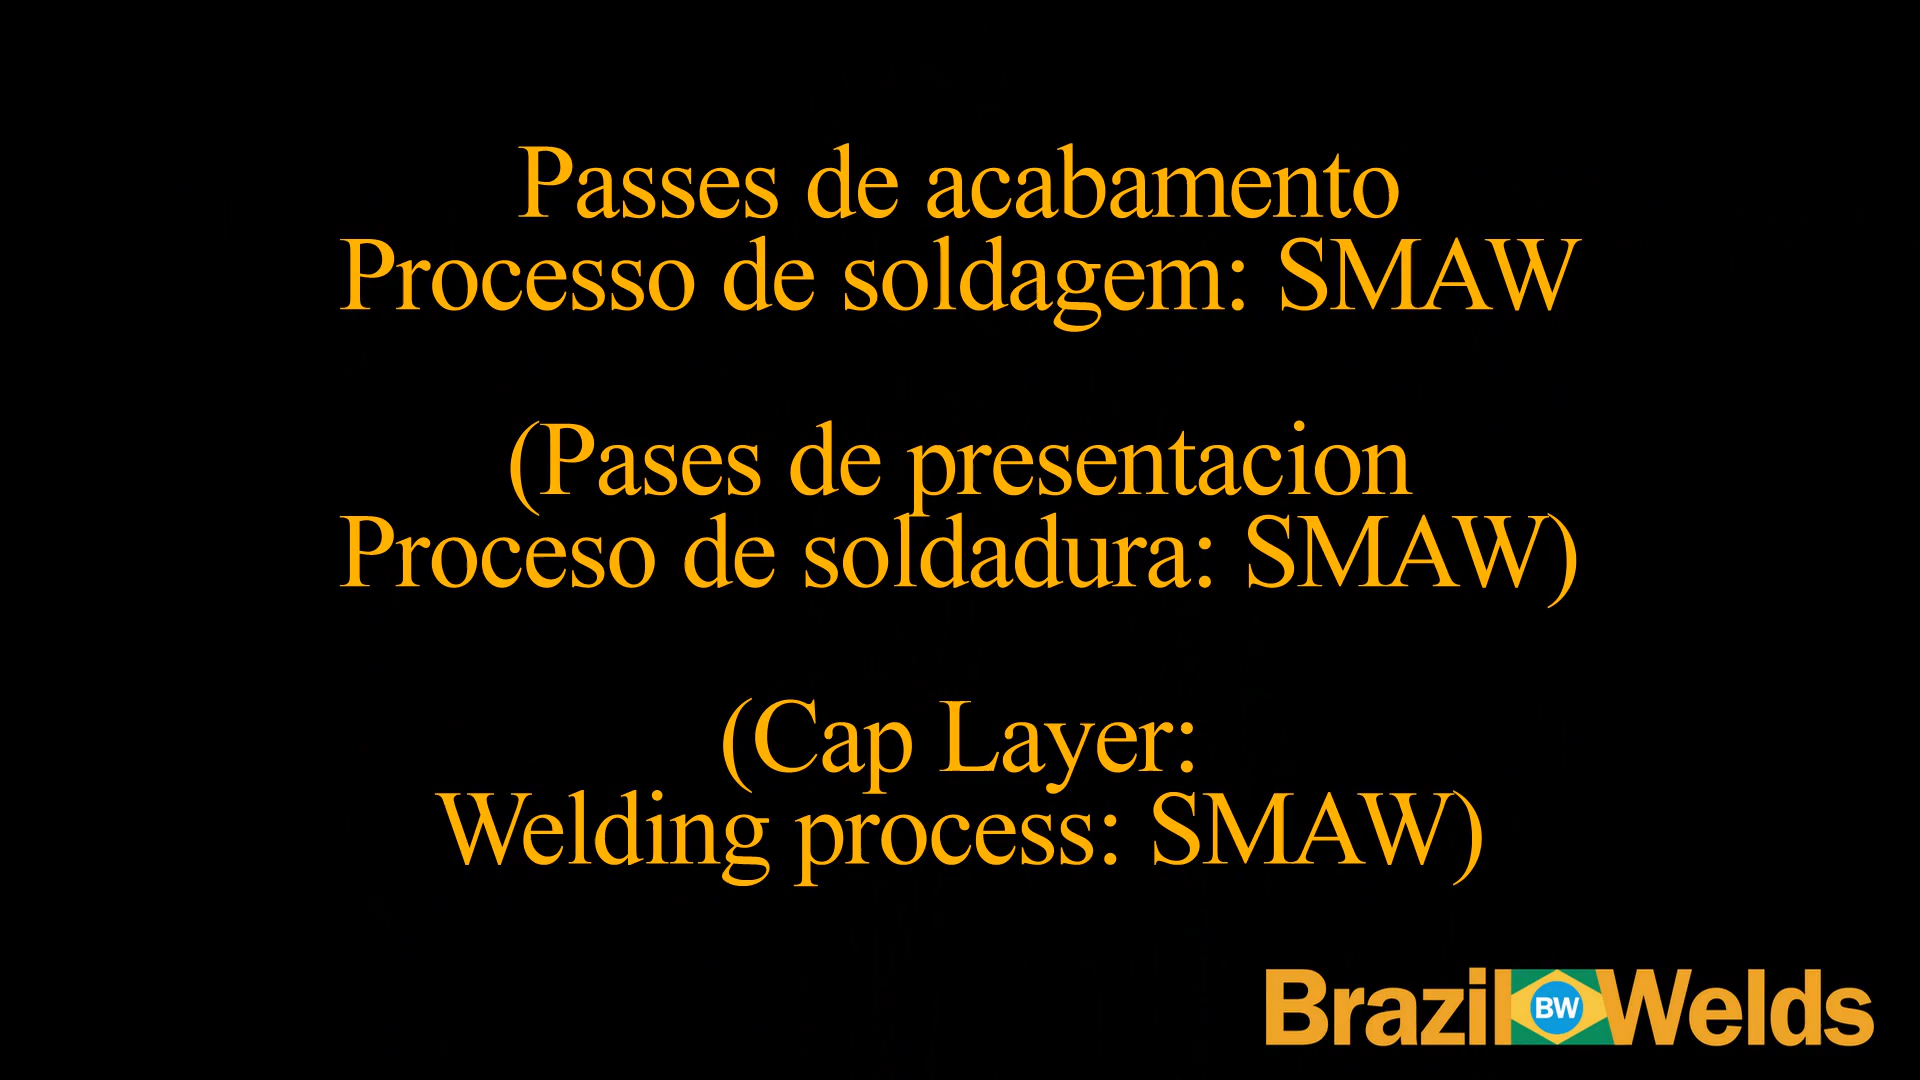 Passes de acabamento
Processo de soldagem: SMAW
(Pases de presentacion
Proceso de soldadura: SMAW)
(Cap Layer:
Welding process: SMAW)
Brazil BW Welds